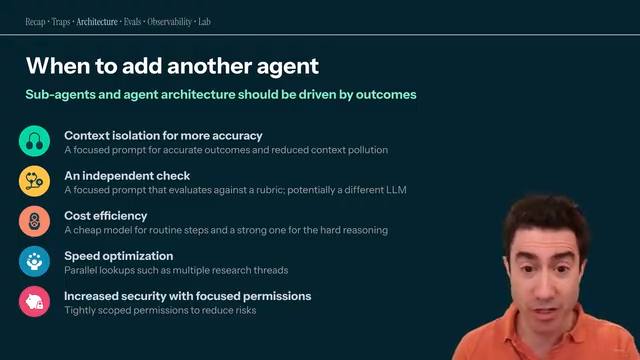 Recap • Traps • Architecture • Evals • Observability • Lab
When to add another agent
Sub-agents and agent architecture should be driven by outcomes
Context isolation for more accuracy
A focused prompt for accurate outcomes and reduced context pollution
An independent check
A focused prompt that evaluates against a rubric; potentially a different LLM
Cost efficiency
A cheap model for routine steps and a strong one for the hard reasoning
Speed optimization
Parallel lookups such as multiple research threads
Increased security with focused permissions
Tightly scoped permissions to reduce risks